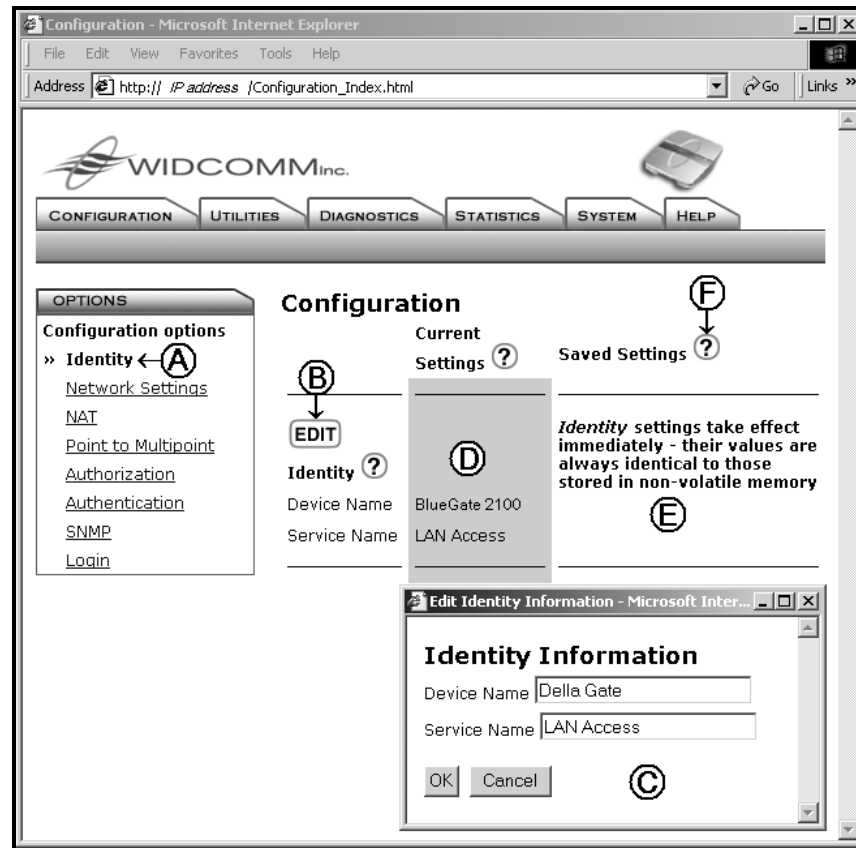 Configuration - Microsoft Internet Explorer
File Edit View Favorites Tools Help
Address http:// IP address /Configuration_Index.html Go Links »
WIDCOMM Inc.
CONFIGURATION UTILITIES DIAGNOSTICS STATISTICS SYSTEM HELP
OPTIONS
Configuration options
» Identity ← A
Network Settings
NAT
Point to Multipoint
Authorization
Authentication
SNMP
Login
Configuration
F
Current
Settings ?
Saved Settings ?
B
EDIT
Identity ?
D
Identity settings take effect
immediately - their values are
always identical to those
stored in non-volatile memory
E
Device Name BlueGate 2100
Service Name LAN Access
Edit Identity Information - Microsoft Inter...
Identity Information
Device Name Della Gate
Service Name LAN Access
OK Cancel C